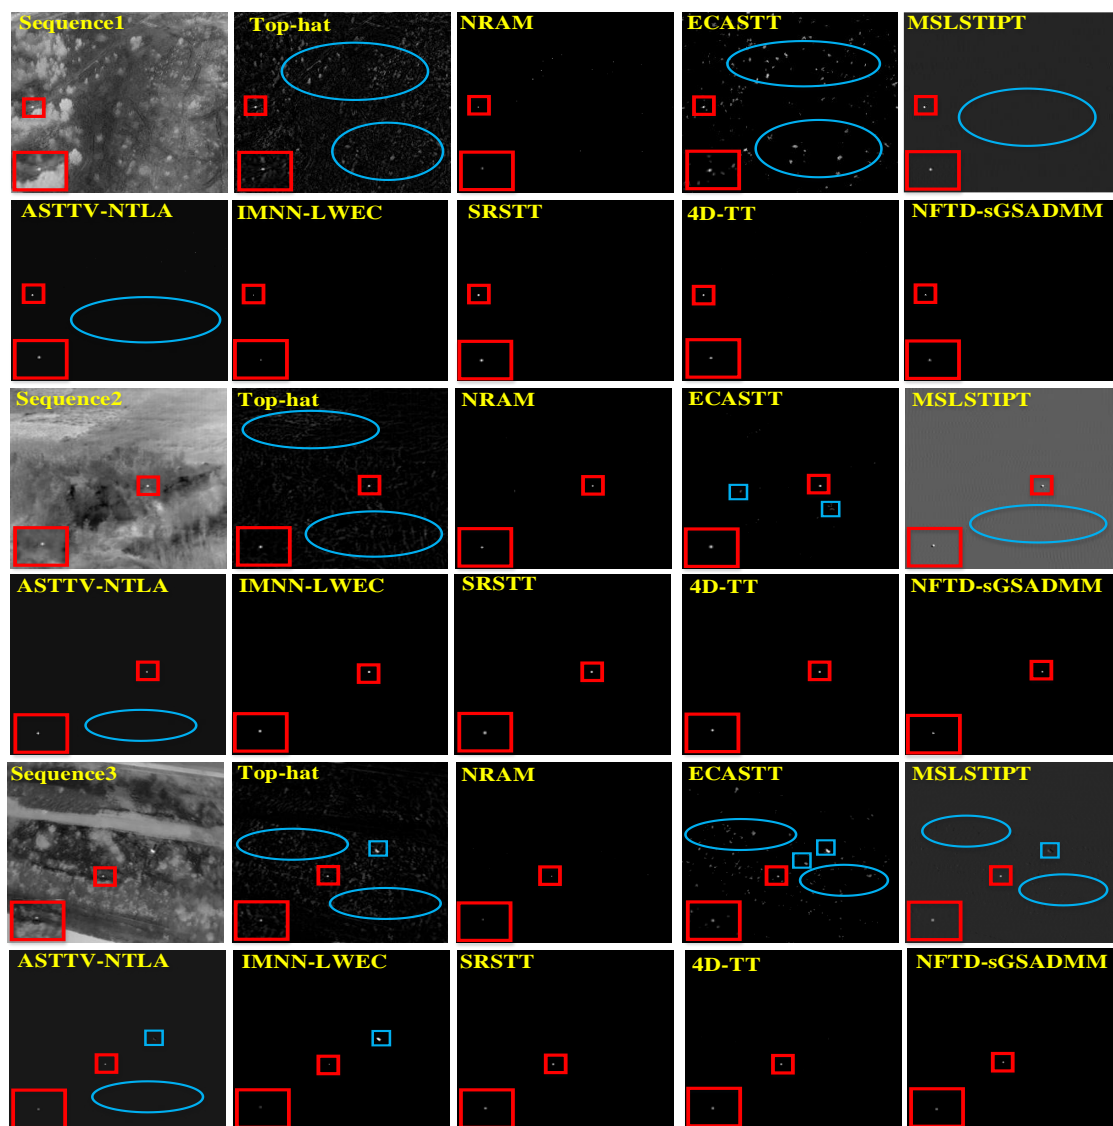 Sequence1
Top-hat
NRAM
ECASTT
MSLSTIPT
ASTTV-NTLA
IMNN-LWEC
SRSTT
4D-TT
NFTD-sGSADMM
Sequence2
Top-hat
NRAM
ECASTT
MSLSTIPT
ASTTV-NTLA
IMNN-LWEC
SRSTT
4D-TT
NFTD-sGSADMM
Sequence3
Top-hat
NRAM
ECASTT
MSLSTIPT
ASTTV-NTLA
IMNN-LWEC
SRSTT
4D-TT
NFTD-sGSADMM